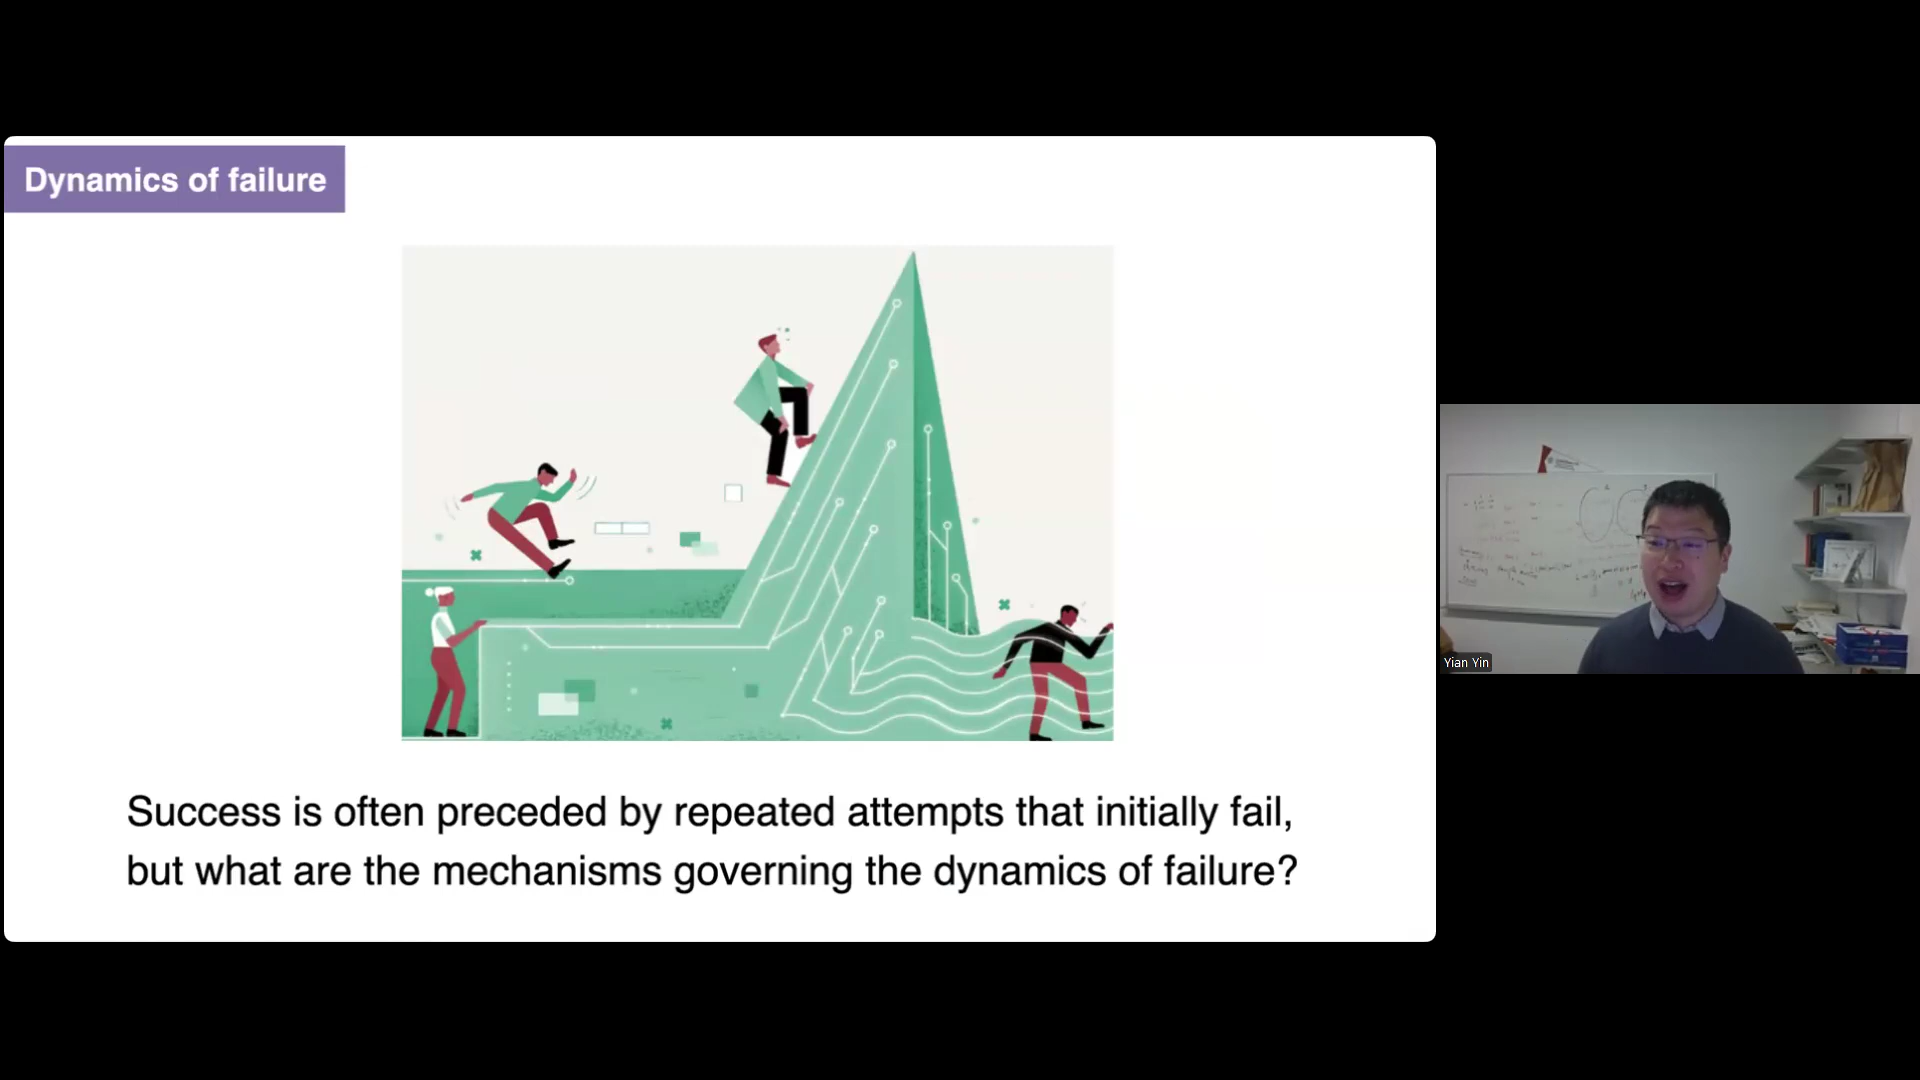 Dynamics of failure
Success is often preceded by repeated attempts that initially fail,
but what are the mechanisms governing the dynamics of failure?
Yian Yin